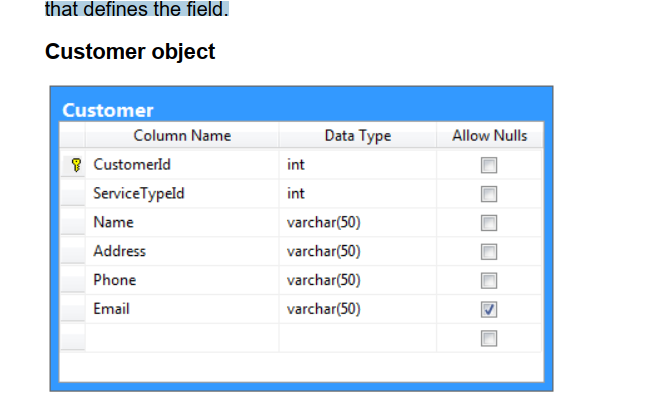 that defines the field.
Customer object
Customer
Column Name Data Type Allow Nulls
CustomerId int
ServiceTypeId int
Name varchar(50)
Address varchar(50)
Phone varchar(50)
Email varchar(50)